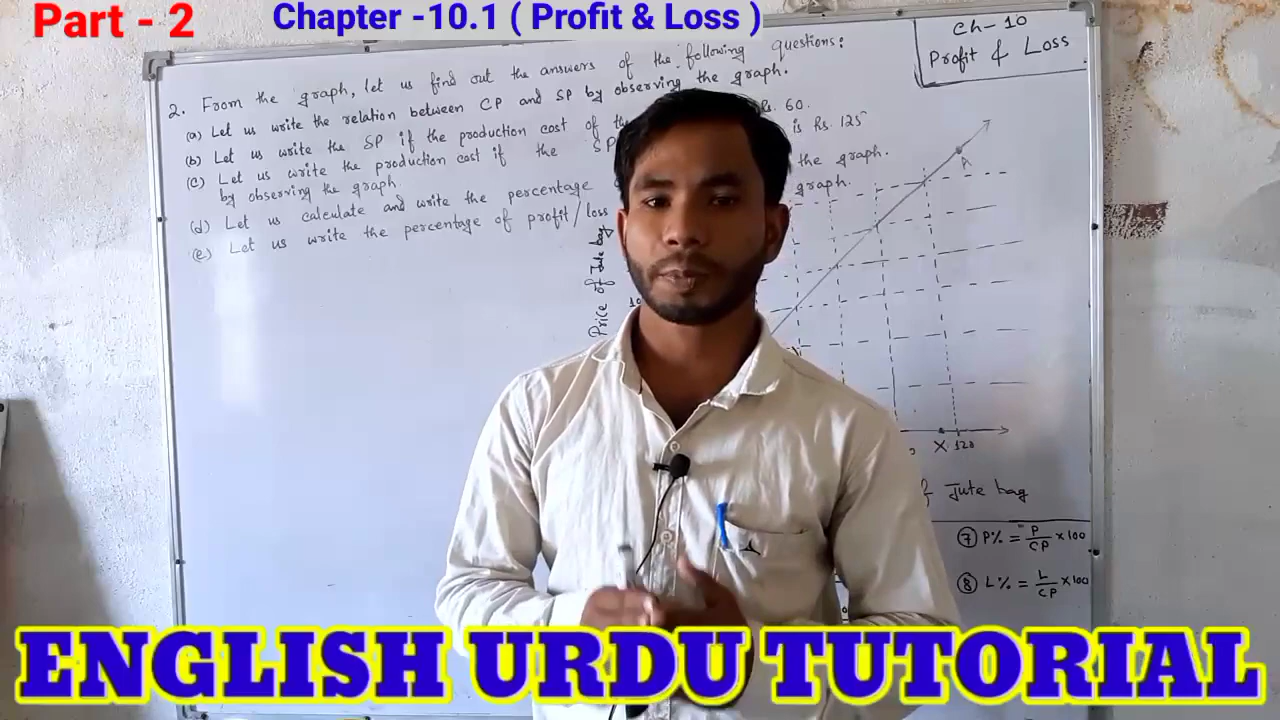 Part - 2
Chapter -10.1 ( Profit & Loss )
Ch-10
Profit & Loss
2. From the graph, let us find out the answers of the following questions:
(a) Let us write the relation between CP and SP by observing the graph.
(b) Let us write the SP if the production cost of the Rs. 60.
(c) Let us write the production cost if the SP is Rs. 125
by observing the graph.
(d) Let us calculate and write the percentage the graph.
(e) Let us write the percentage of profit/loss graph.
Price of Jute bag
A
X 120
Jute bag
⑦ P% = P/CP ×100
⑧ L% = L/CP ×100
ENGLISH URDU TUTORIAL